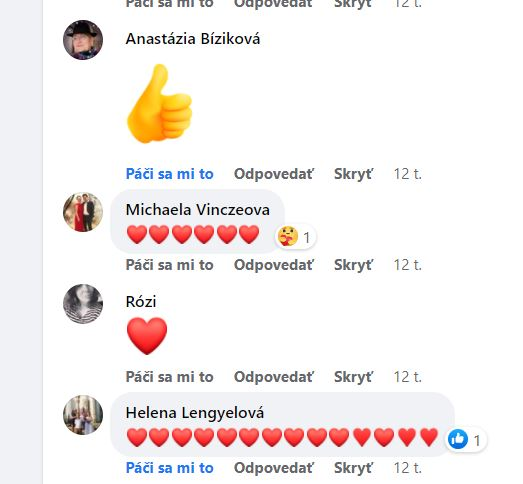 Páči sa mi to Odpovedať Skryť 12 t.
Anastázia Bíziková
Páči sa mi to Odpovedať Skryť 12 t.
Michaela Vinczeova
1
Páči sa mi to Odpovedať Skryť 12 t.
Rózi
Páči sa mi to Odpovedať Skryť 12 t.
Helena Lengyelová
1
Páči sa mi to Odpovedať Skryť 12 t.